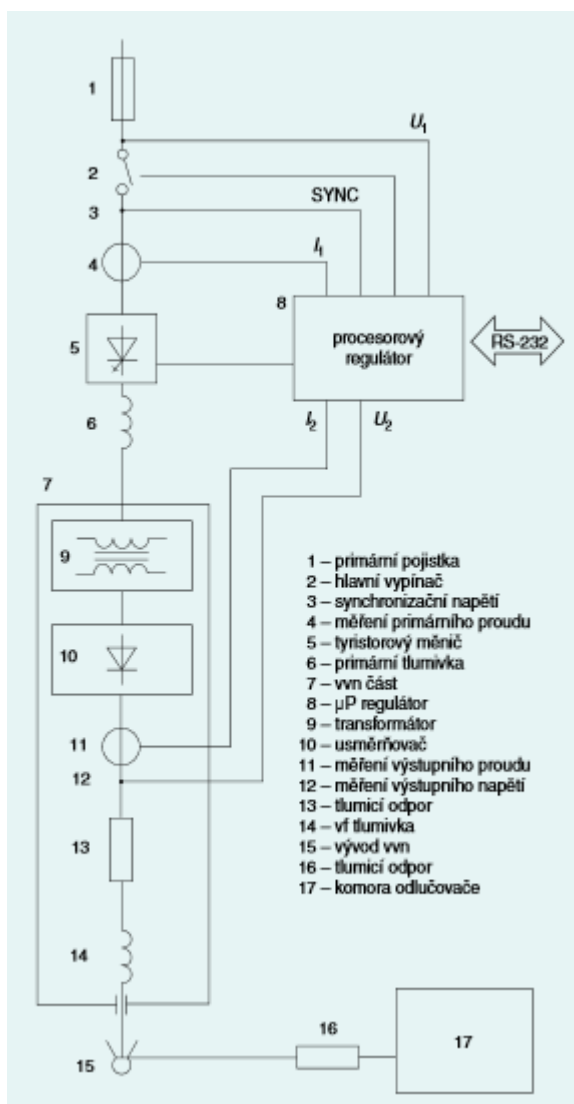 1
U1
2
SYNC
3
I1
4
8
procesorový
regulátor
RS-232
5
6
I2
U2
7
9
10
11
12
13
14
15
16
17
1 – primární pojistka
2 – hlavní vypínač
3 – synchronizační napětí
4 – měření primárního proudu
5 – tyristorový měnič
6 – primární tlumivka
7 – vvn část
8 – µP regulátor
9 – transformátor
10 – usměrňovač
11 – měření výstupního proudu
12 – měření výstupního napětí
13 – tlumicí odpor
14 – vf tlumivka
15 – vývod vvn
16 – tlumicí odpor
17 – komora odlučovače